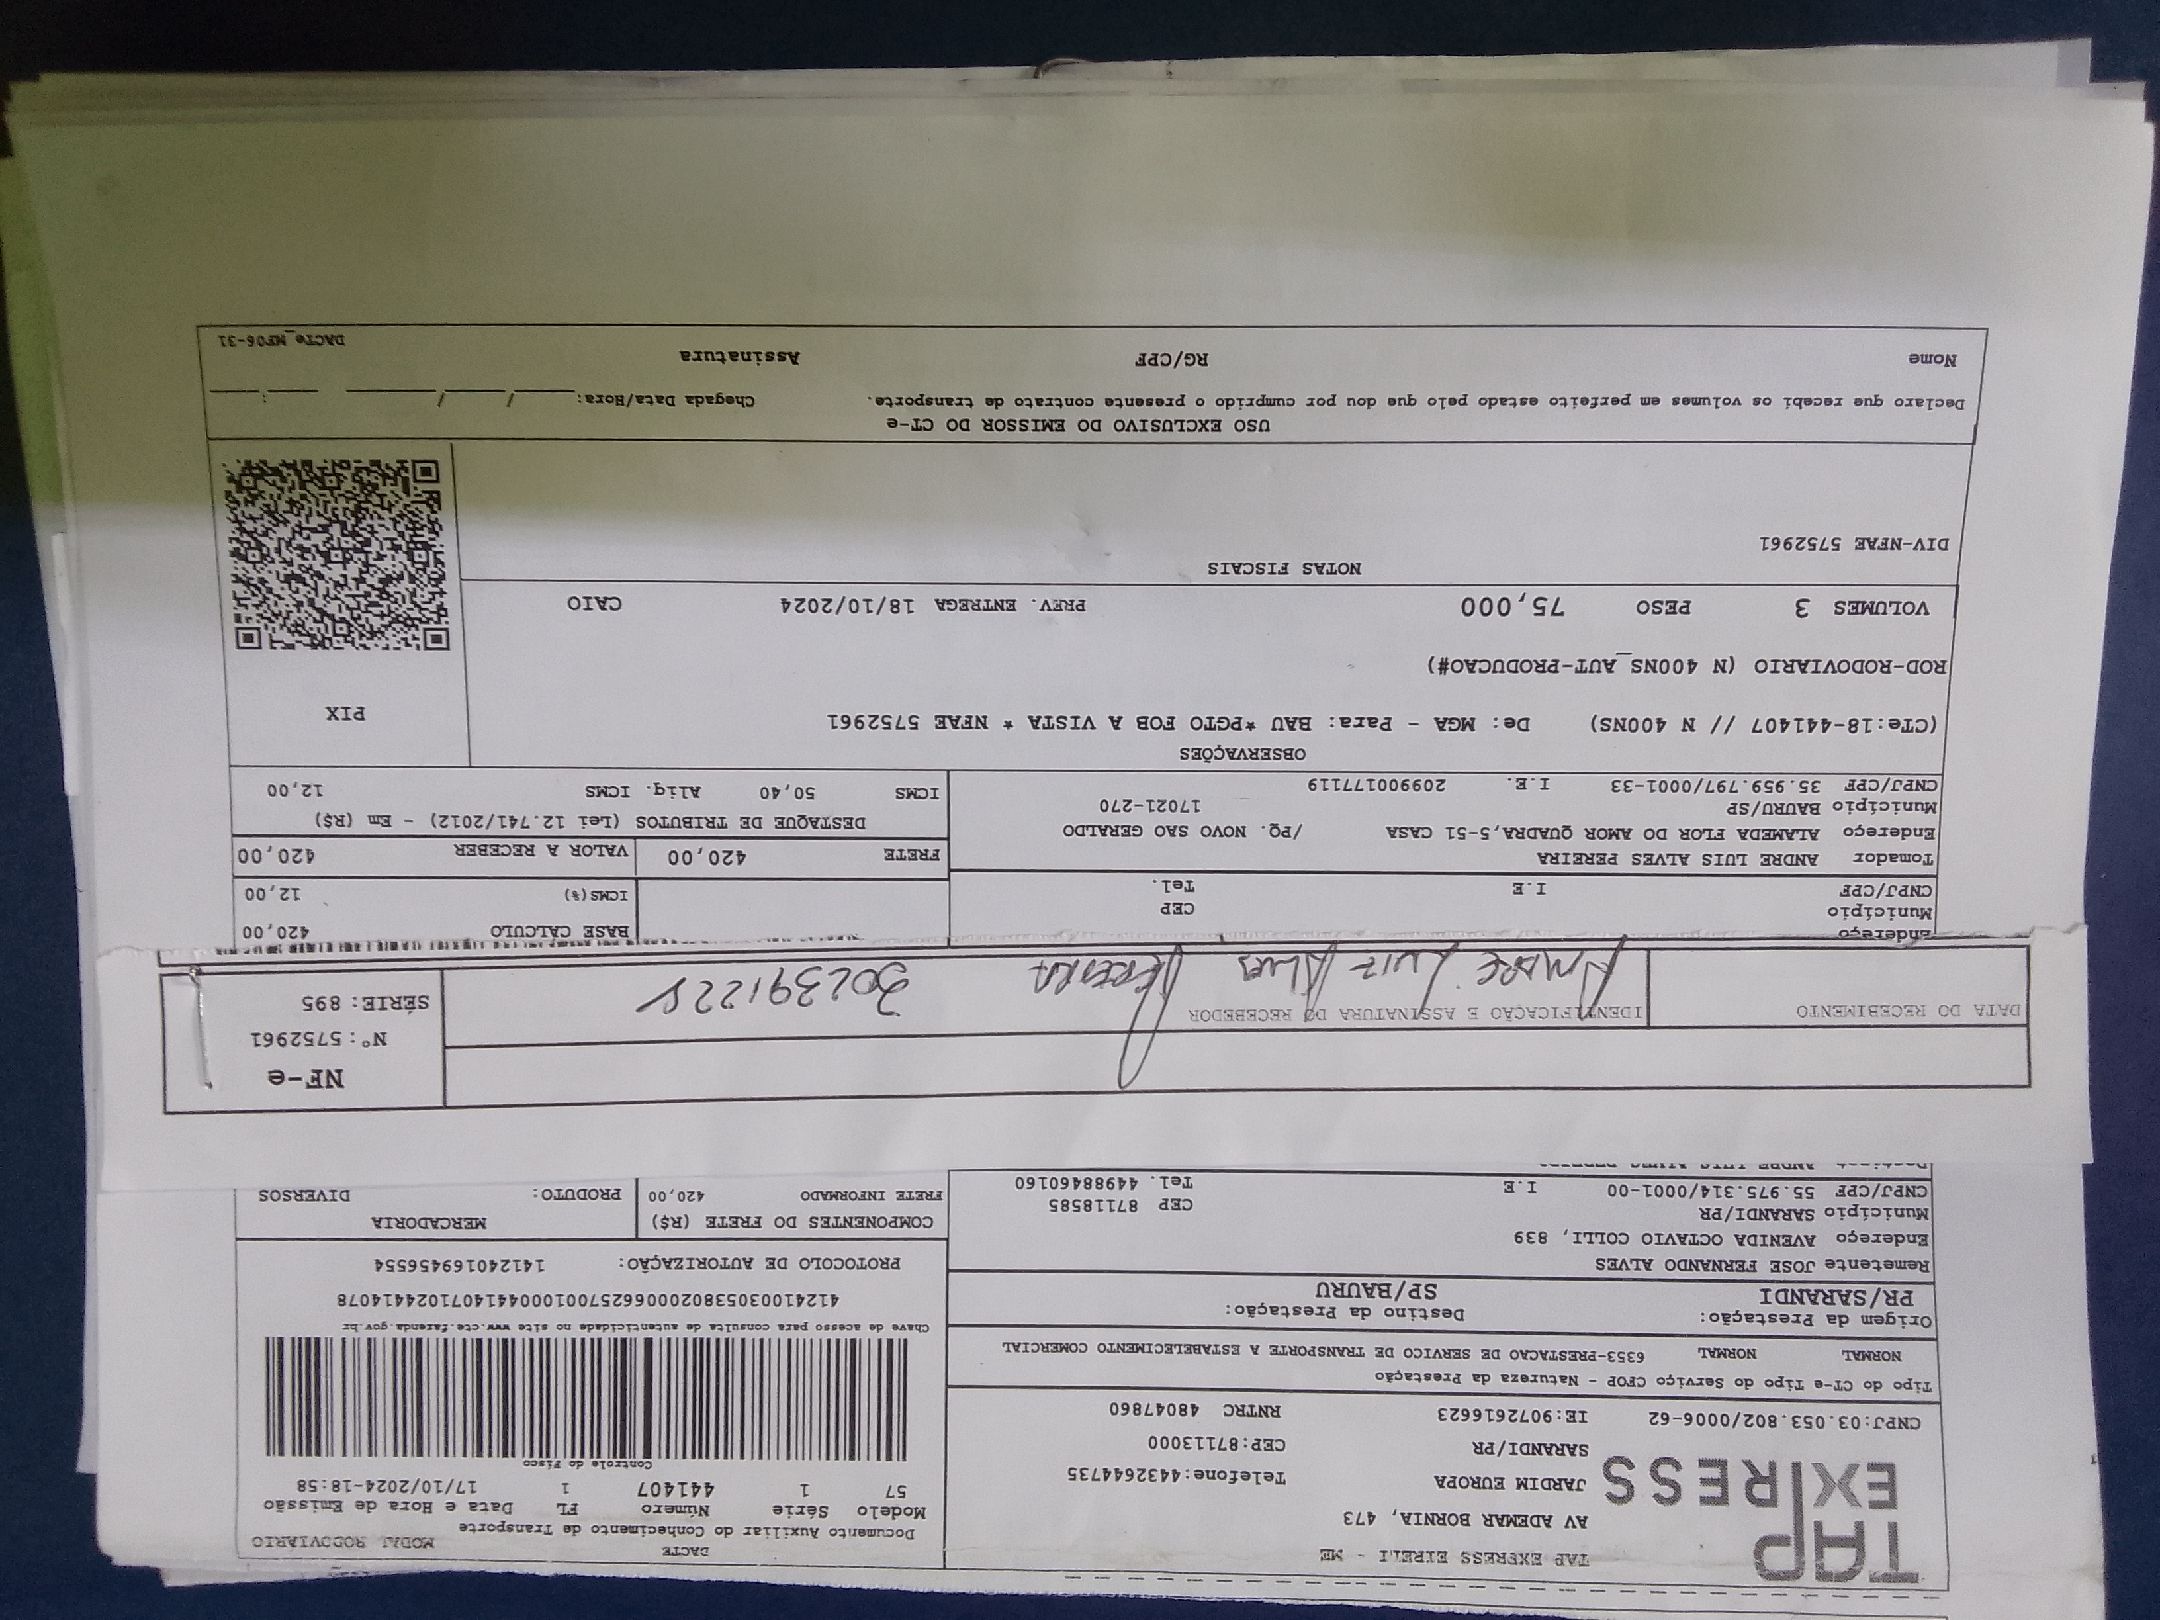 TAP
EXPRESS
TAP EXPRESS EIRELI - ME
AV ADEMAR BORNIA, 473
JARDIM EUROPA Telefone:4432644735
SARANDI/PR CEP:87113000
CNPJ:03.053.802/0006-62 IE:9072616623 RNTRC 48047860
DACTE MODAL RODOVIARIO
Documento Auxiliar do Conhecimento de Transporte
Modelo Série Número FL Data e Hora de Emissão
57 1 441407 1 17/10/2024-18:58
Controle do Fisco
Chave de acesso para consulta de autenticidade no site www.cte.fazenda.gov.br
41241003053802000662570010004414071024414078
PROTOCOLO DE AUTORIZAÇÃO: 141240169456554
Tipo do CT-e Tipo do Serviço CFOP - Natureza da Prestação
NORMAL NORMAL 6353-PRESTACAO DE SERVICO DE TRANSPORTE A ESTABELECIMENTO COMERCIAL
Origem da Prestação: Destino da Prestação:
PR/SARANDI SP/BAURU
Remetente JOSE FERNANDO ALVES
Endereço AVENIDA OCTAVIO COLLI, 839
Município SARANDI/PR CEP 87118585
CNPJ/CPF 55.975.314/0001-00 I.E Tel. 44988460160
COMPONENTES DO FRETE (R$) MERCADORIA
FRETE INFORMADO 420,00 PRODUTO: DIVERSOS
NF-e
Nº: 5752961
SÉRIE: 895
DATA DO RECEBIMENTO IDENTIFICAÇÃO E ASSINATURA DO RECEBEDOR
ANDRE LUIZ ALVES PEREIRA 302391228
Endereço
Município CEP
CNPJ/CPF I.E Tel.
BASE CÁLCULO 420,00
ICMS(%) 12,00
Tomador ANDRE LUIS ALVES PEREIRA
Endereço ALAMEDA FLOR DO AMOR QUADRA,5-51 CASA /PQ. NOVO SAO GERALDO
Município BAURU/SP 17021-270
CNPJ/CPF 35.959.797/0001-33 I.E. 209900177119
FRETE 420,00 VALOR A RECEBER 420,00
DESTAQUE DE TRIBUTOS (Lei 12.741/2012) - Em (R$)
ICMS 50,40 Aliq. ICMS 12,00
OBSERVAÇÕES
(CTe:18-441407 // N 400NS) De: MGA - Para: BAU *PGTO FOB A VISTA * NFAE 5752961
ROD-RODOVIARIO (N 400NS_AUT-PRODUCAO#)
VOLUMES 3 PESO 75,000 PREV. ENTREGA 18/10/2024 CAIO
PIX
NOTAS FISCAIS
DIV-NFAE 5752961
USO EXCLUSIVO DO EMISSOR DO CT-e
Declaro que recebi os volumes em perfeito estado pelo que dou por cumprido o presente contrato de transporte. Chegada Data/Hora: ____/____/____ ___:___
Nome RG/CPF Assinatura
DACTe_MF06-31